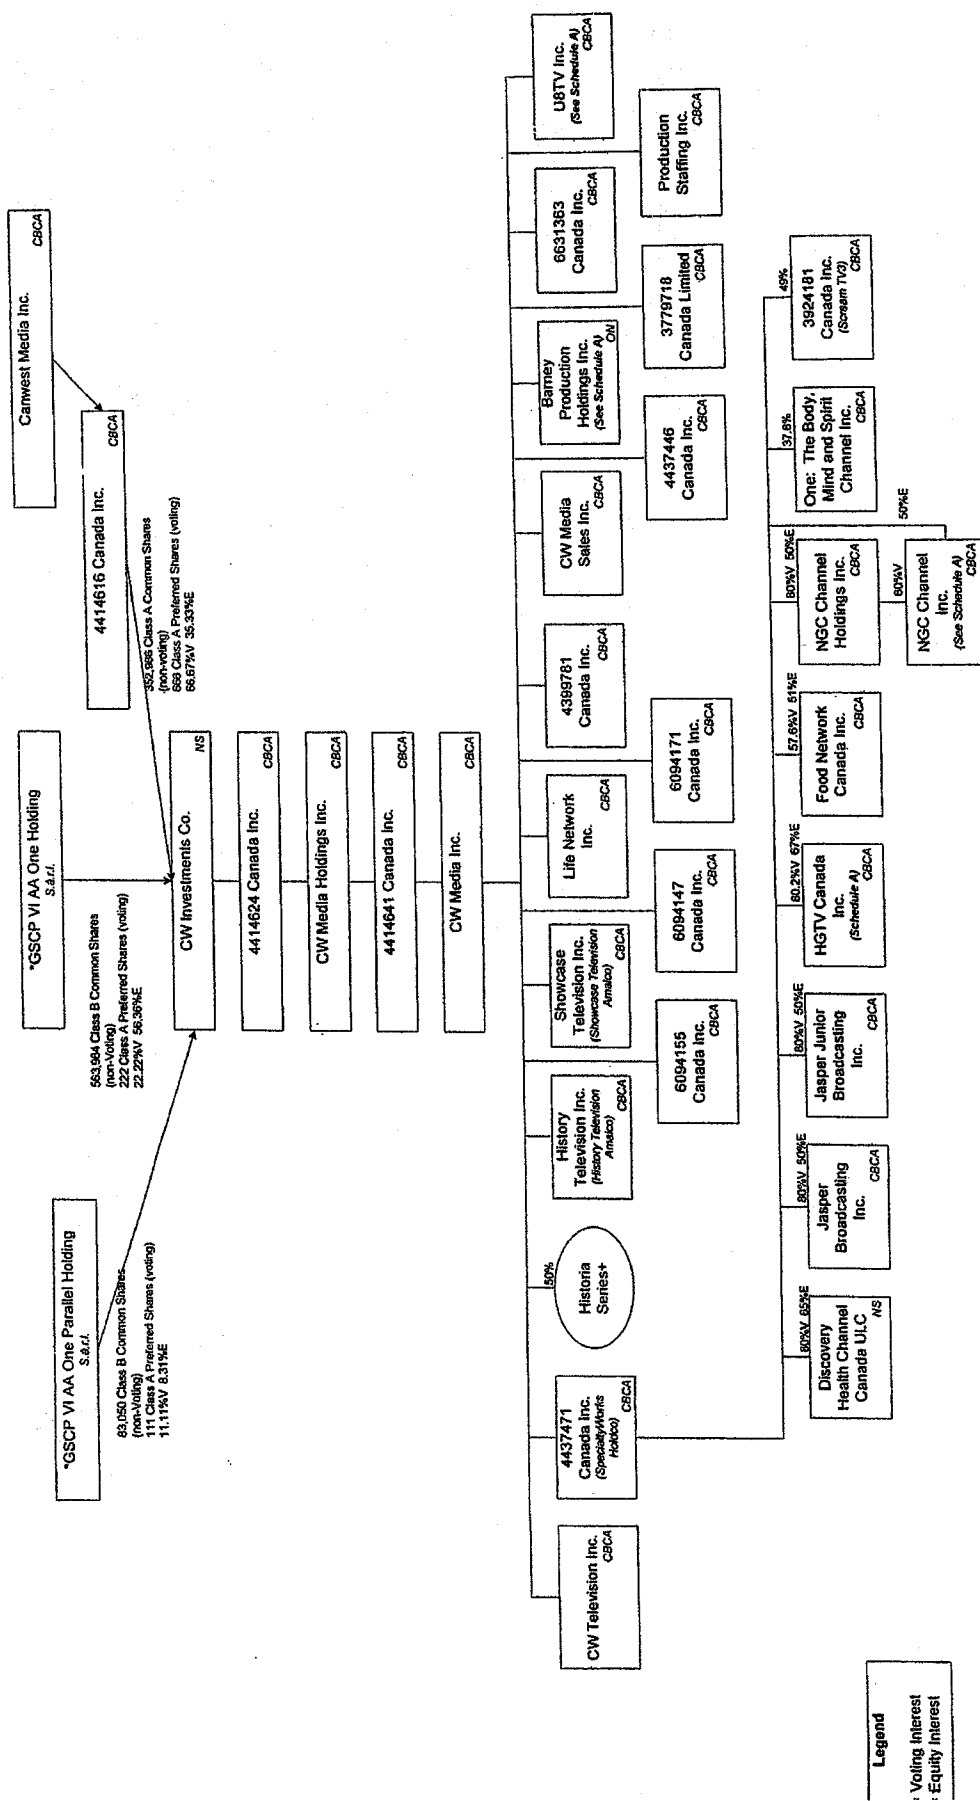 Canwest Media Inc.
CBCA
4414616 Canada Inc.
CBCA
*GSCP VI AA One Holding
S.à.r.l.
*GSCP VI AA One Parallel Holding
S.à.r.l.
83,050 Class B Common Shares
(non-Voting)
111 Class A Preferred Shares (voting)
11.11%V 8.31%E
563,964 Class B Common Shares
(non-Voting)
222 Class A Preferred Shares (voting)
22.22%V 56.36%E
352,986 Class A Common Shares
(non-voting)
666 Class A Preferred Shares (voting)
66.67%V 35.33%E
CW Investments Co.
NS
4414624 Canada Inc.
CBCA
CW Media Holdings Inc.
CBCA
4414641 Canada Inc.
CBCA
CW Media Inc.
CBCA
CW Television Inc.
CBCA
4437471
Canada Inc.
(SpecialtyWorks
Holdco)
CBCA
50%
Historia
Series+
History
Television Inc.
(History Television
Amalco)
CBCA
Showcase
Television Inc.
(Showcase Television
Amalco)
CBCA
Life Network
Inc.
CBCA
4399781
Canada Inc.
CBCA
CW Media
Sales Inc.
CBCA
Barney
Production
Holdings Inc.
(See Schedule A)
ON
6631363
Canada Inc.
CBCA
U8TV Inc.
(See Schedule A)
CBCA
6094155
Canada Inc.
CBCA
6094147
Canada Inc.
CBCA
6094171
Canada Inc.
CBCA
4437446
Canada Inc.
CBCA
3779718
Canada Limited
CBCA
Production
Staffing Inc.
CBCA
80%V 65%E
Discovery
Health Channel
Canada ULC
NS
80%V 50%E
Jasper
Broadcasting
Inc.
CBCA
80%V 50%E
Jasper Junior
Broadcasting
Inc.
CBCA
80.2%V 67%E
HGTV Canada
Inc.
(Schedule A)
CBCA
57.6%V 51%E
Food Network
Canada Inc.
CBCA
80%V 50%E
NGC Channel
Holdings Inc.
CBCA
37.8%
One: The Body,
Mind and Spirit
Channel Inc.
CBCA
49%
3924181
Canada Inc.
(Scream TV3)
CBCA
60%V
50%E
NGC Channel
Inc.
(See Schedule A)
CBCA
Legend
Voting Interest
Equity Interest